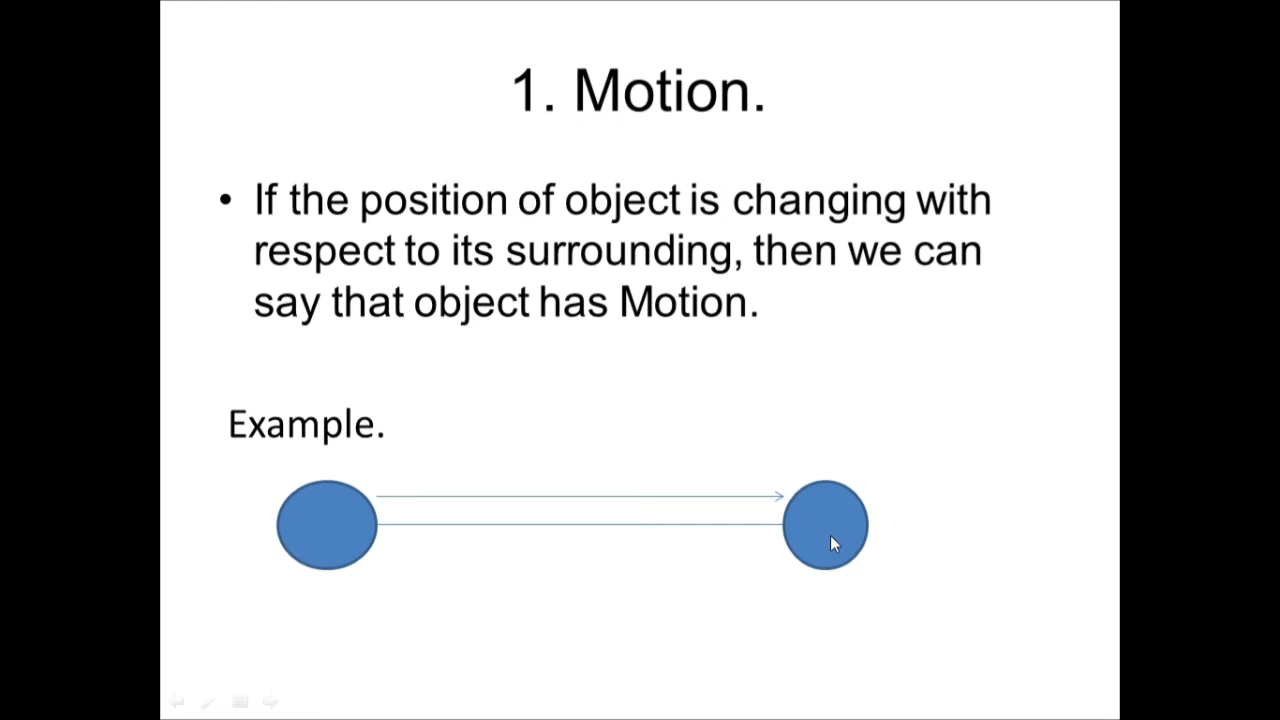 1. Motion.
• If the position of object is changing with
respect to its surrounding, then we can
say that object has Motion.
Example.